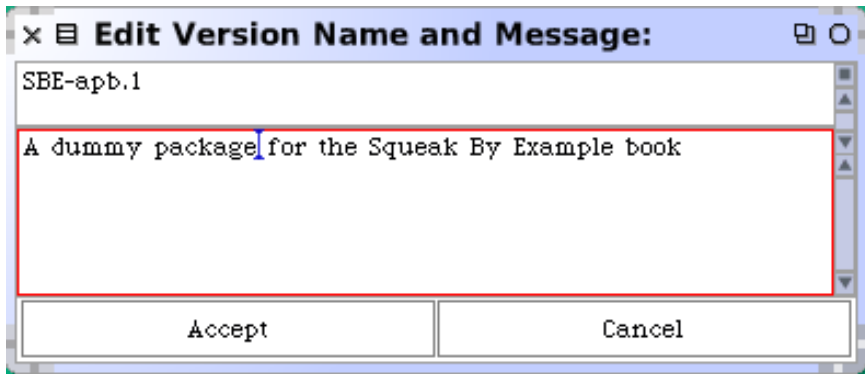 Edit Version Name and Message:
SBE-apb.1
A dummy package for the Squeak By Example book
Accept
Cancel